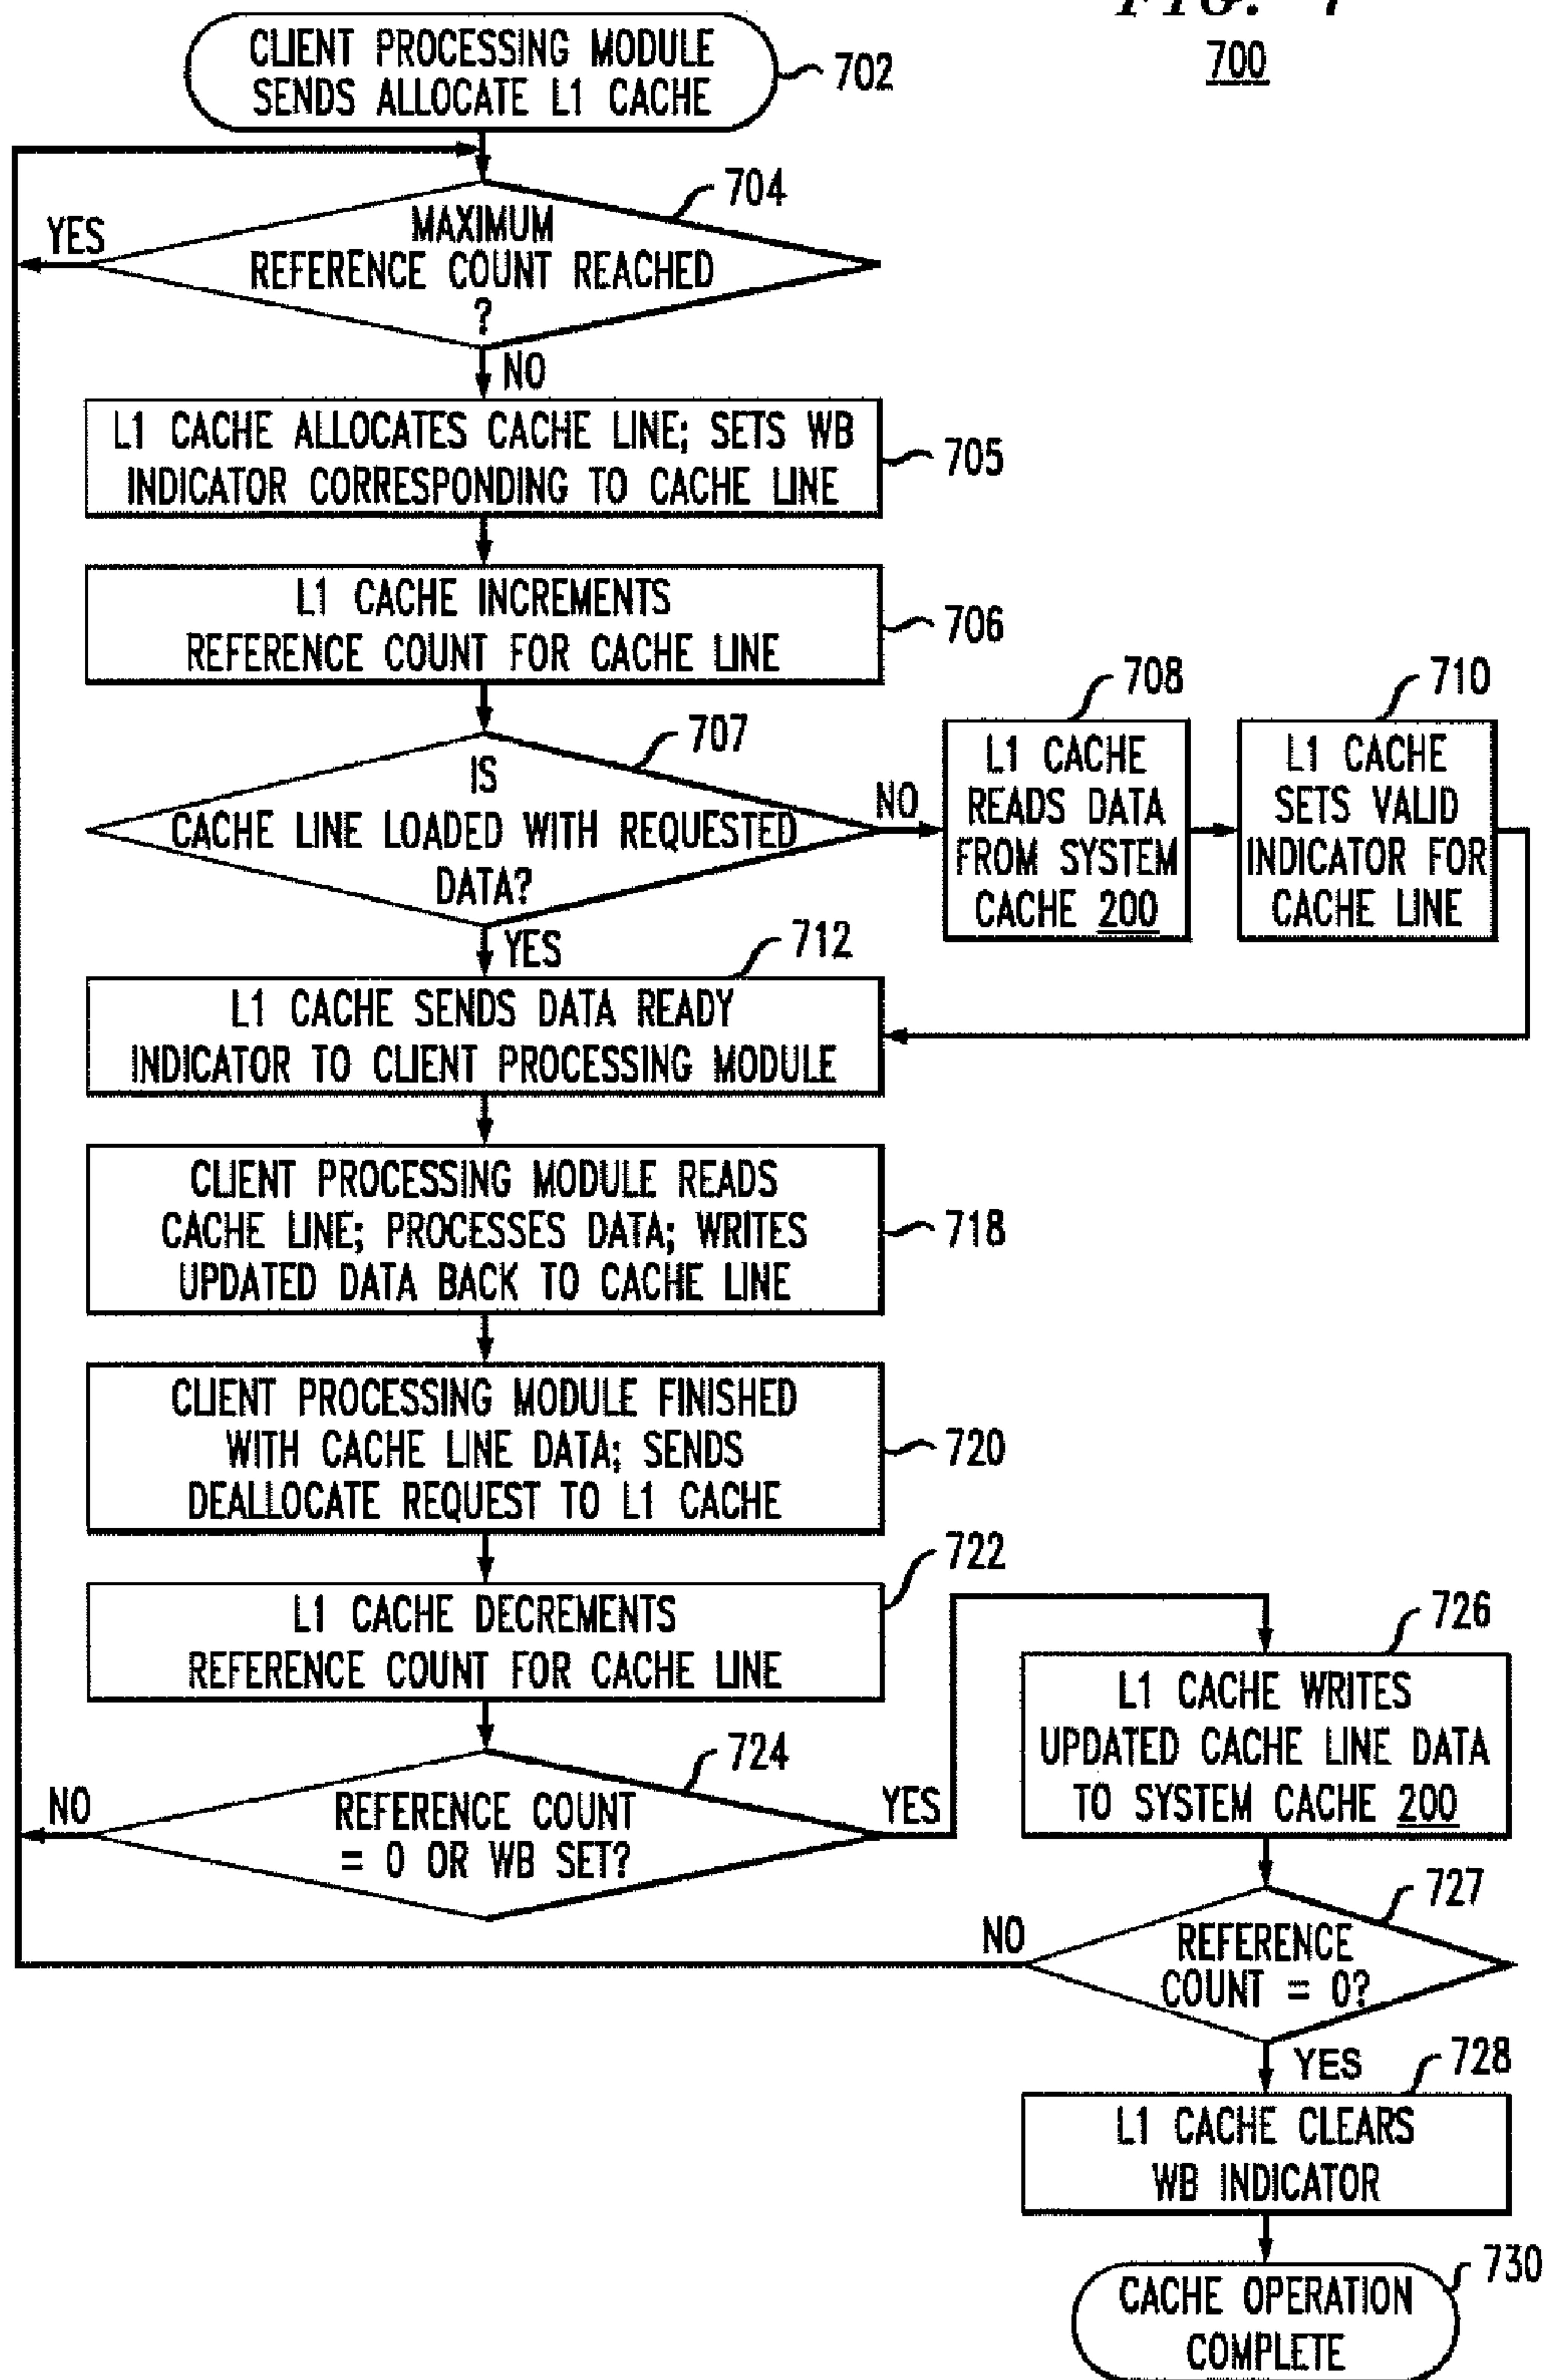 FIG. 7
700
CLIENT PROCESSING MODULE
SENDS ALLOCATE L1 CACHE
702
704
YES
MAXIMUM
REFERENCE COUNT REACHED
?
NO
L1 CACHE ALLOCATES CACHE LINE; SETS WB
INDICATOR CORRESPONDING TO CACHE LINE
705
L1 CACHE INCREMENTS
REFERENCE COUNT FOR CACHE LINE
706
707
IS
CACHE LINE LOADED WITH REQUESTED
DATA?
NO
708
L1 CACHE
READS DATA
FROM SYSTEM
CACHE 200
710
L1 CACHE
SETS VALID
INDICATOR FOR
CACHE LINE
YES
712
L1 CACHE SENDS DATA READY
INDICATOR TO CLIENT PROCESSING MODULE
CLIENT PROCESSING MODULE READS
CACHE LINE; PROCESSES DATA; WRITES
UPDATED DATA BACK TO CACHE LINE
718
CLIENT PROCESSING MODULE FINISHED
WITH CACHE LINE DATA; SENDS
DEALLOCATE REQUEST TO L1 CACHE
720
722
L1 CACHE DECREMENTS
REFERENCE COUNT FOR CACHE LINE
724
NO
REFERENCE COUNT
= 0 OR WB SET?
YES
726
L1 CACHE WRITES
UPDATED CACHE LINE DATA
TO SYSTEM CACHE 200
727
NO
REFERENCE
COUNT = 0?
YES
728
L1 CACHE CLEARS
WB INDICATOR
730
CACHE OPERATION
COMPLETE